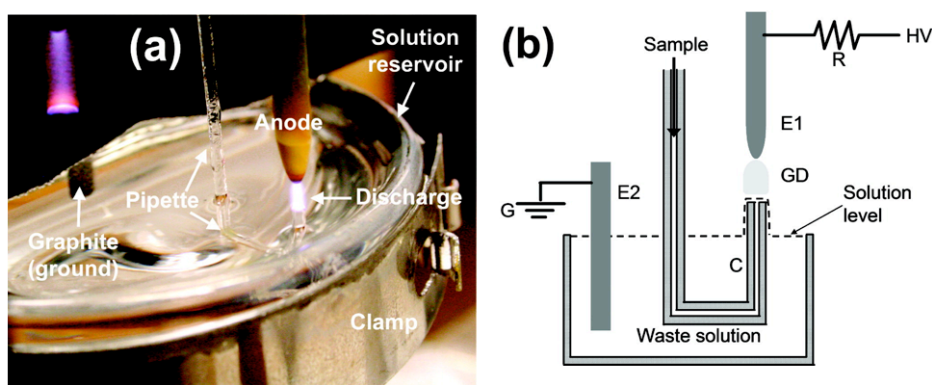 (a)
Solution
reservoir
Anode
Pipette
Discharge
Graphite
(ground)
Clamp
(b)
Sample
HV
R
E1
GD
E2
G
Solution
level
C
Waste solution